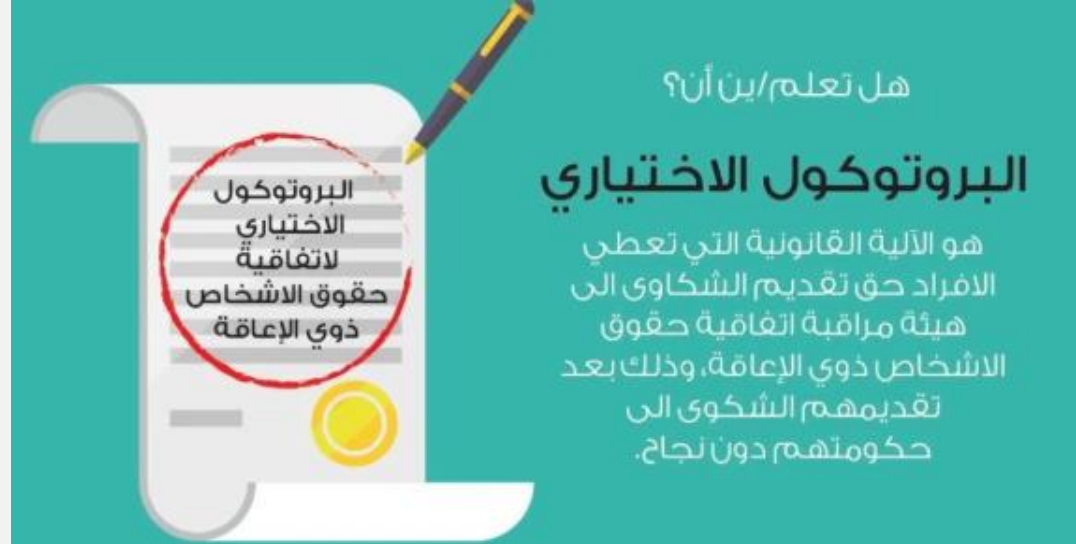 هل تعلم/ين أن؟
البروتوكول الاختياري
هو الآلية القانونية التي تعطي
الافراد حق تقديم الشكاوى الى
هيئة مراقبة اتفاقية حقوق
الاشخاص ذوي الإعاقة، وذلك بعد
تقديمهم الشكوى الى
حكومتهم دون نجاح.
البروتوكول
الاختياري
لاتفاقية
حقوق الاشخاص
ذوي الإعاقة